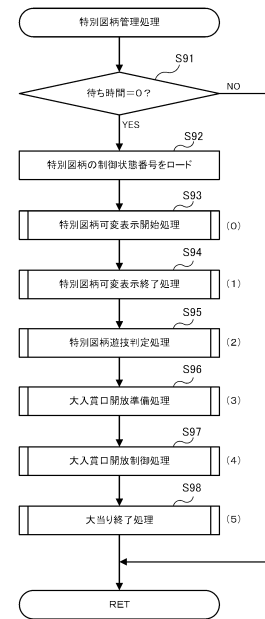 特別図柄管理処理
S91
待ち時間=0？
NO
YES
S92
特別図柄の制御状態番号をロード
S93
特別図柄可変表示開始処理
(0)
S94
特別図柄可変表示終了処理
(1)
S95
特別図柄遊技判定処理
(2)
S96
大入賞口開放準備処理
(3)
S97
大入賞口開放制御処理
(4)
S98
大当り終了処理
(5)
RET